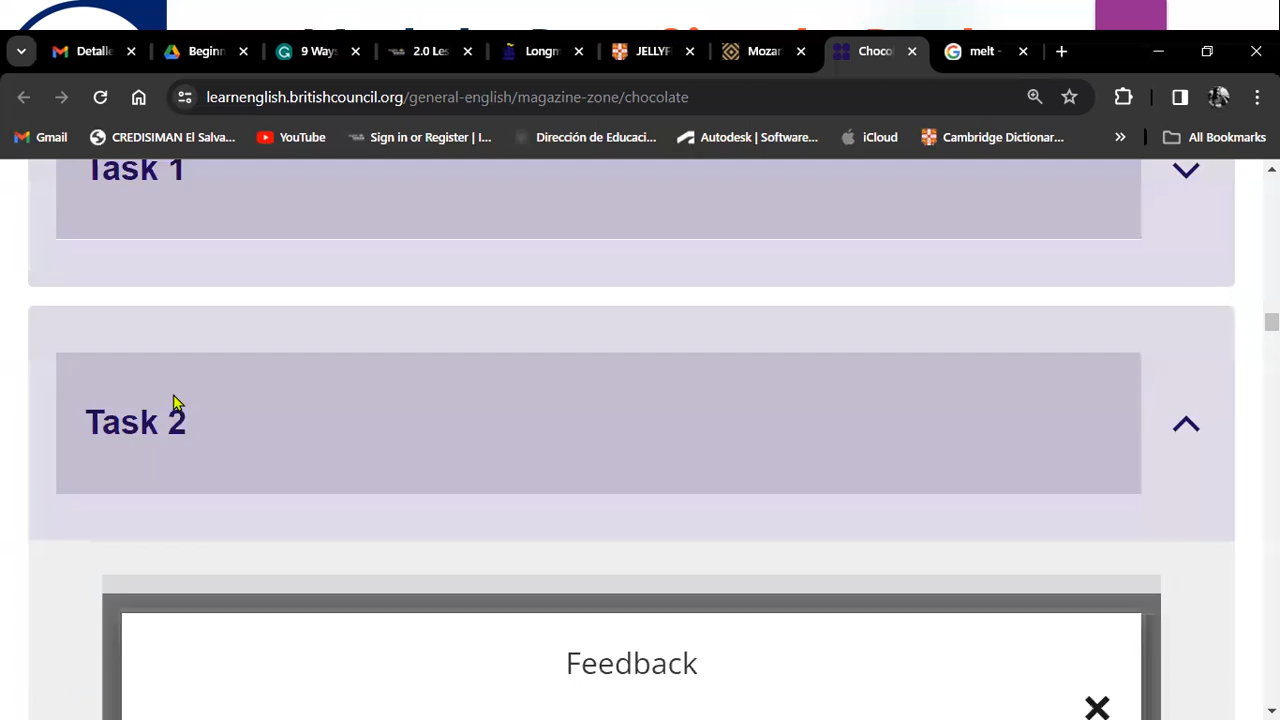 Detalle
Beginn
9 Ways
2.0 Les
Longm
JELLYF
Mozar
Choco
melt -
learnenglish.britishcouncil.org/general-english/magazine-zone/chocolate
Gmail
CREDISIMAN El Salva...
YouTube
Sign in or Register | I...
Dirección de Educaci...
Autodesk | Software...
iCloud
Cambridge Dictionar...
»
All Bookmarks
Task 1
Task 2
Feedback